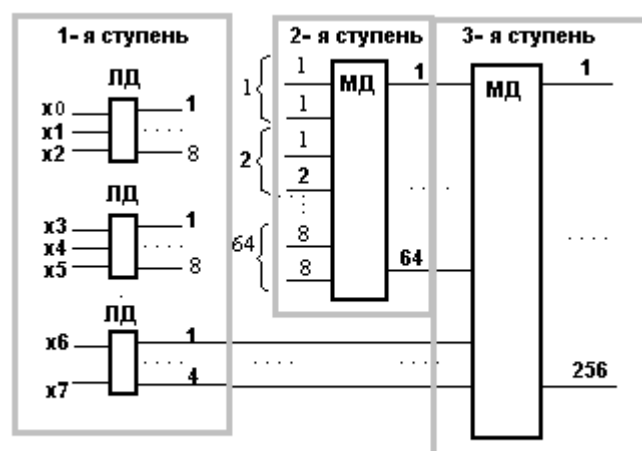 1- я ступень
2- я ступень
3- я ступень
ЛД
x0
x1
x2
1
. . . .
8
ЛД
x3
x4
x5
1
. . . .
8
ЛД
x6
x7
1
. . . .
4
1
1
1
2
1
2
64
8
8
МД
1
. . . .
64
. . . .
. . . .
МД
1
. . . .
256